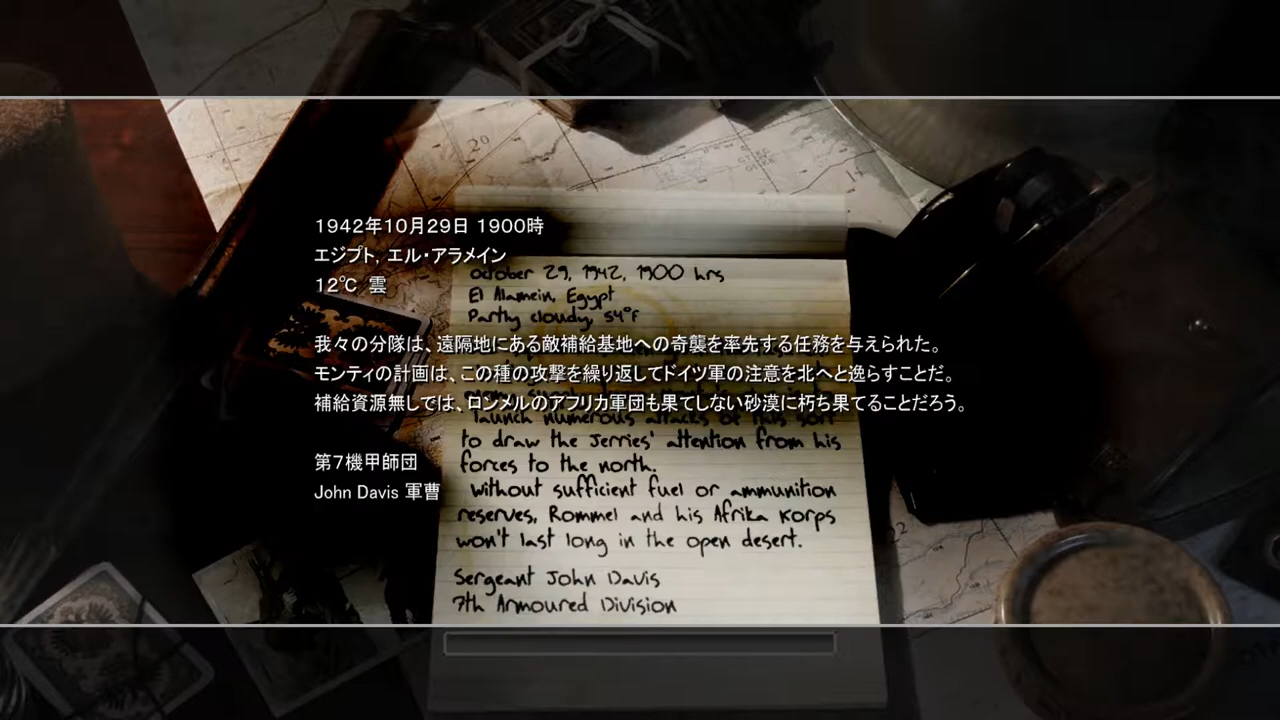 1942年10月29日 1900時
エジプト, エル・アラメイン
12℃ 雲
我々の分隊は、遠隔地にある敵補給基地への奇襲を率先する任務を与えられた。
モンティの計画は、この種の攻撃を繰り返してドイツ軍の注意を北へと逸らすことだ。
補給資源無しでは、ロンメルのアフリカ軍団も果てしない砂漠に朽ち果てることだろう。
第7機甲師団
John Davis 軍曹
October 29, 1942, 1900 hrs
El Alamein, Egypt
Partly cloudy, 54°F
launch numerous attacks of this sort
to draw the Jerries' attention from his
forces to the north.
Without sufficient fuel or ammunition
reserves, Rommel and his Afrika Korps
won't last long in the open desert.
Sergeant John Davis
7th Armoured Division
20
14
22